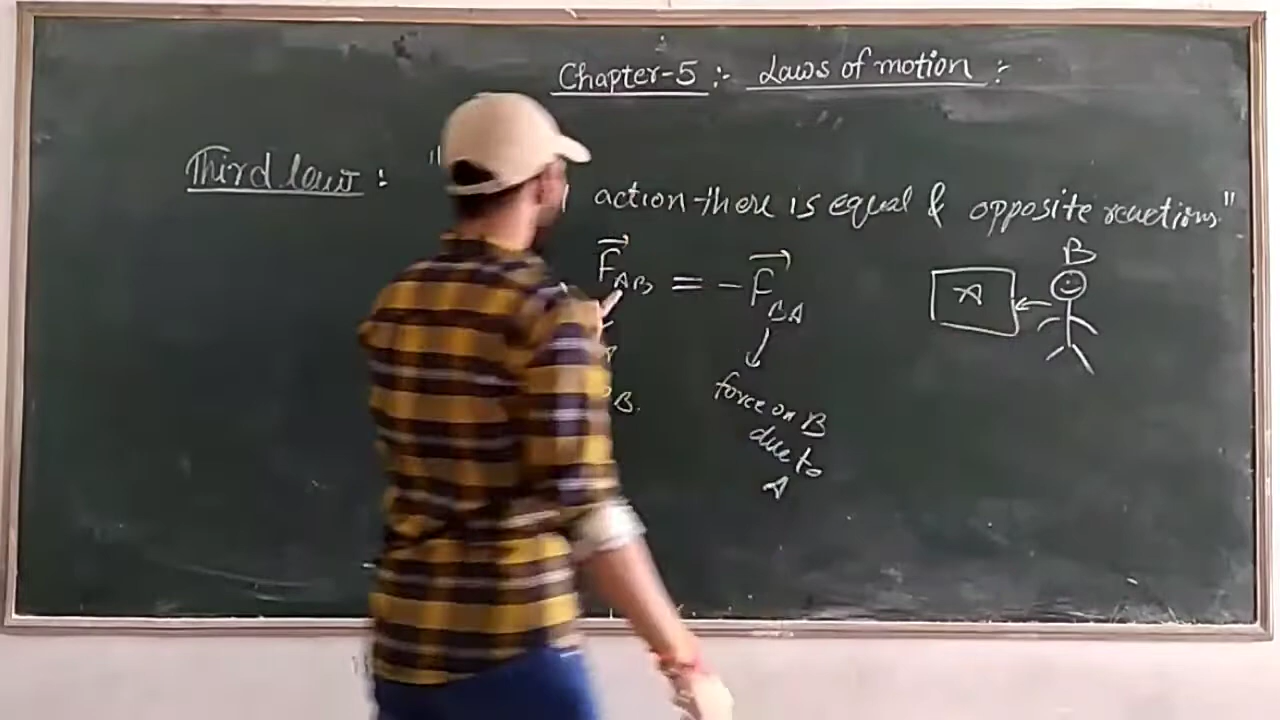 Chapter-5 :- Laws of motion :-
Third law :
" action there is equal & opposite reactions"
F⃗AB = -F⃗BA
B
A
A
B.
force on B
due to
A